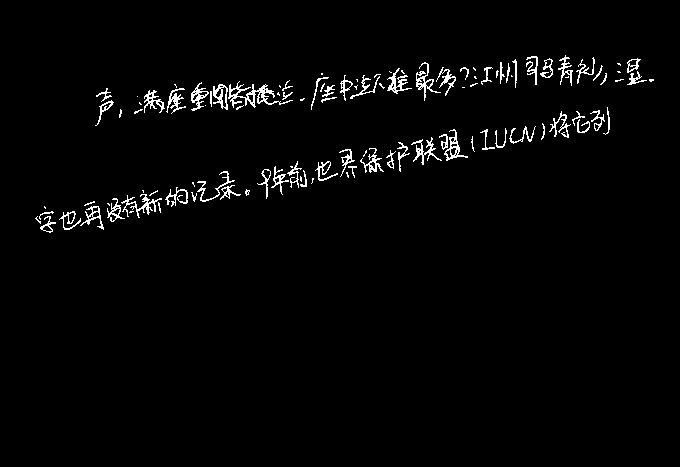 声，满座重闻皆掩泣.座中泣下谁最多?江州司马青衫,湿.
字也再没有新的记录。9年前,世界保护联盟(IUCN)将它列